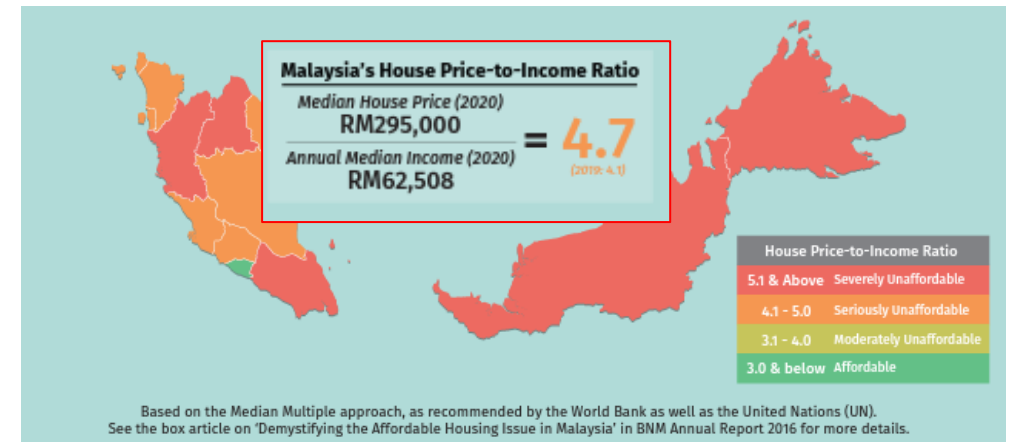 Malaysia's House Price-to-Income Ratio
Median House Price (2020)
RM295,000
Annual Median Income (2020)
RM62,508
= 4.7
(2019: 4.1)
House Price-to-Income Ratio
5.1 & Above Severely Unaffordable
4.1 - 5.0 Seriously Unaffordable
3.1 - 4.0 Moderately Unaffordable
3.0 & below Affordable
Based on the Median Multiple approach, as recommended by the World Bank as well as the United Nations (UN).
See the box article on 'Demystifying the Affordable Housing Issue in Malaysia' in BNM Annual Report 2016 for more details.